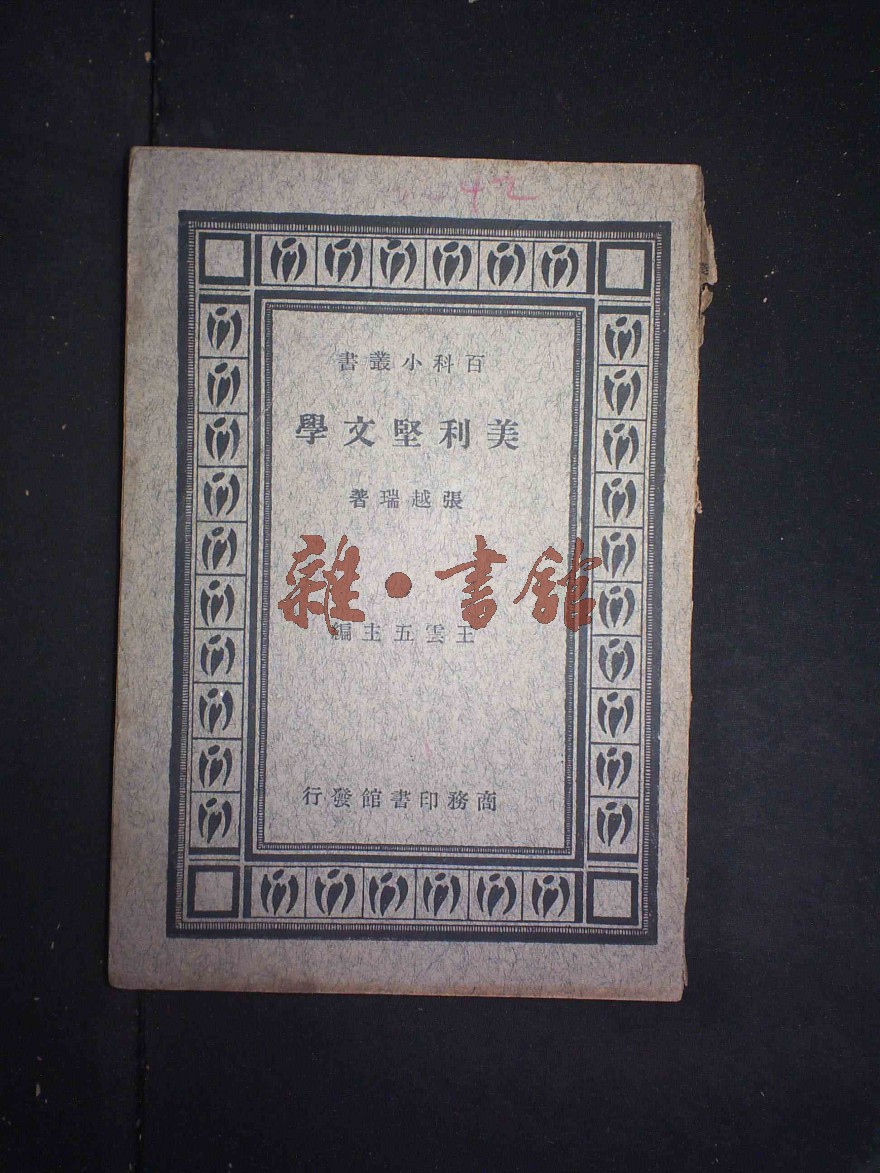 百科小叢書
美利堅文學
張越瑞著
雜·書館
王雲五主編
商務印書館發行